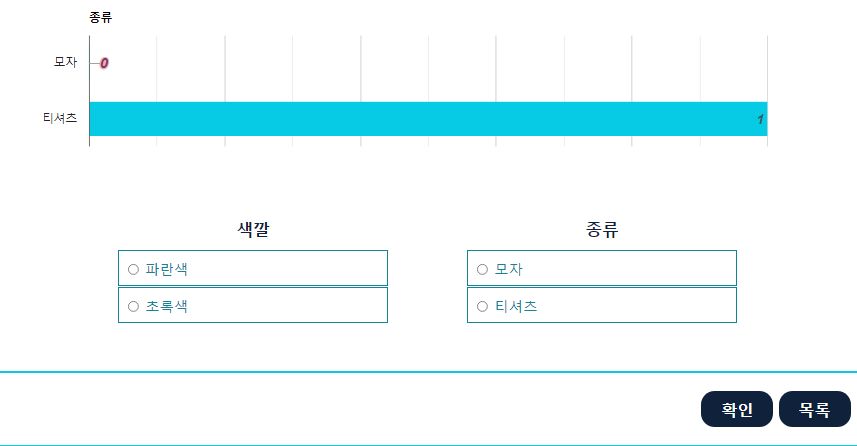 종류
모자 0
티셔츠 1
색깔 종류
파란색 모자
초록색 티셔츠
확인 목록